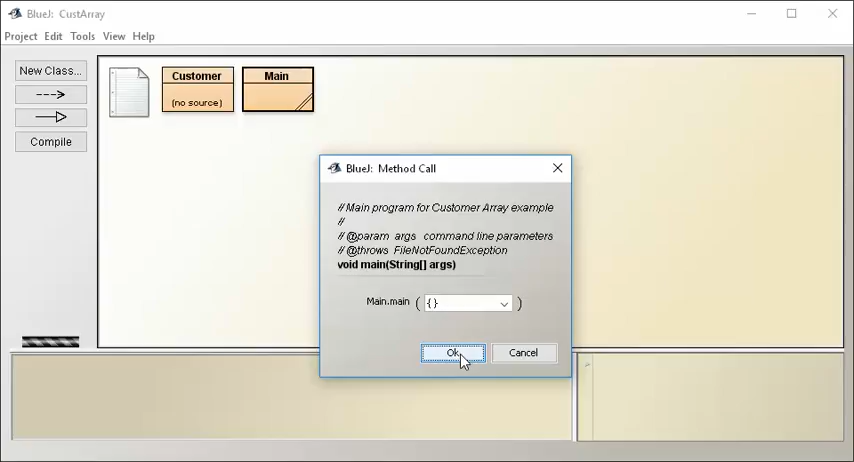 BlueJ: CustArray
Project Edit Tools View Help
New Class...
Compile
Customer
(no source)
Main
BlueJ: Method Call
// Main program for Customer Array example
//
// @param args command line parameters
// @throws FileNotFoundException
void main(String[] args)
Main.main ( {} )
Ok
Cancel